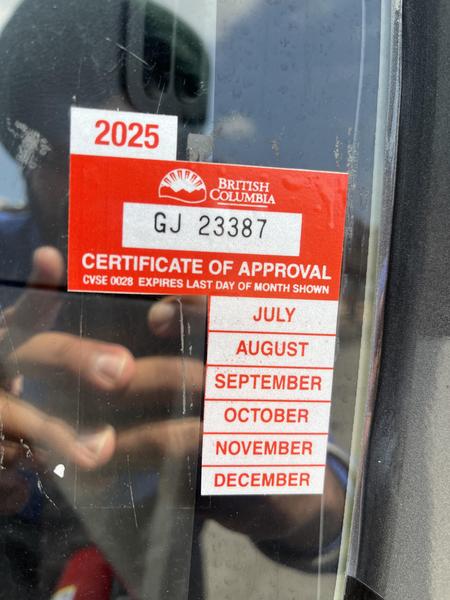 2025
BRITISH
COLUMBIA
GJ 23387
CERTIFICATE OF APPROVAL
CVSE 0028 EXPIRES LAST DAY OF MONTH SHOWN
JULY
AUGUST
SEPTEMBER
OCTOBER
NOVEMBER
DECEMBER